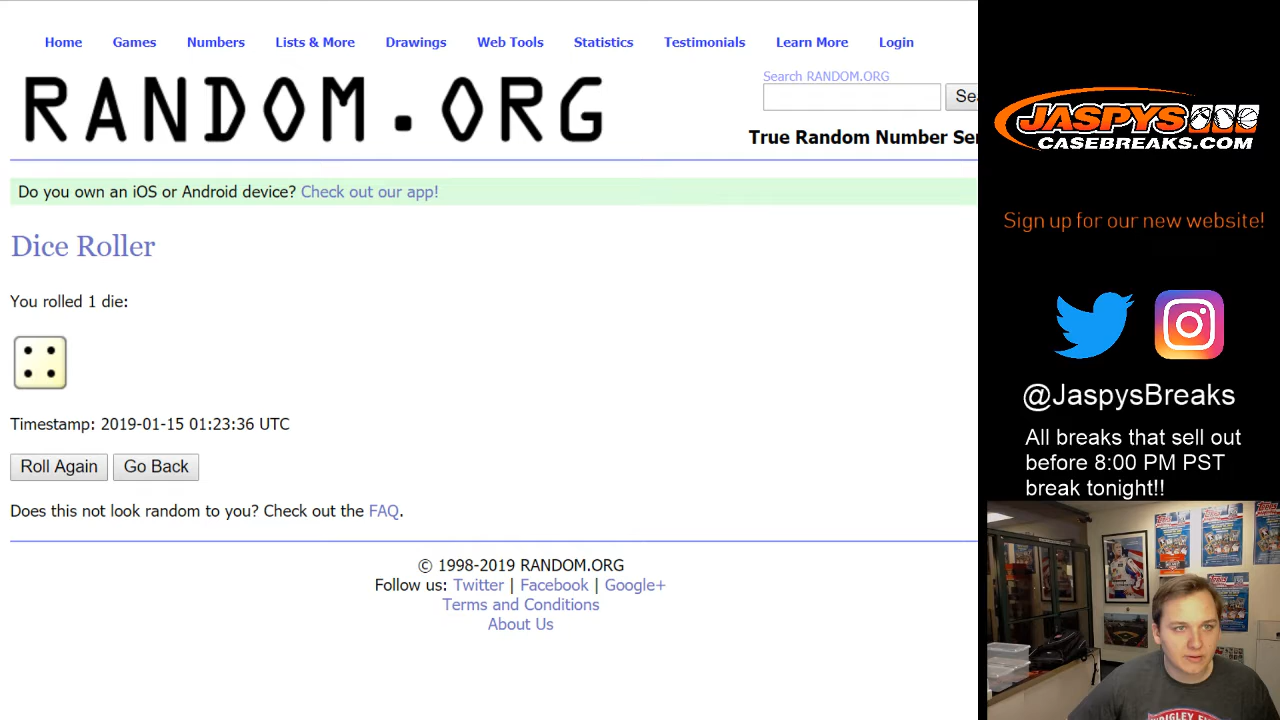 Home Games Numbers Lists & More Drawings Web Tools Statistics Testimonials Learn More Login
RANDOM.ORG
Search RANDOM.ORG
Sea
True Random Number Ser
Do you own an iOS or Android device? Check out our app!
Dice Roller
You rolled 1 die:
Timestamp: 2019-01-15 01:23:36 UTC
Roll Again Go Back
Does this not look random to you? Check out the FAQ.
© 1998-2019 RANDOM.ORG
Follow us: Twitter | Facebook | Google+
Terms and Conditions
About Us
JASPYS
CASEBREAKS.COM
Sign up for our new website!
@JaspysBreaks
All breaks that sell out
before 8:00 PM PST
break tonight!!